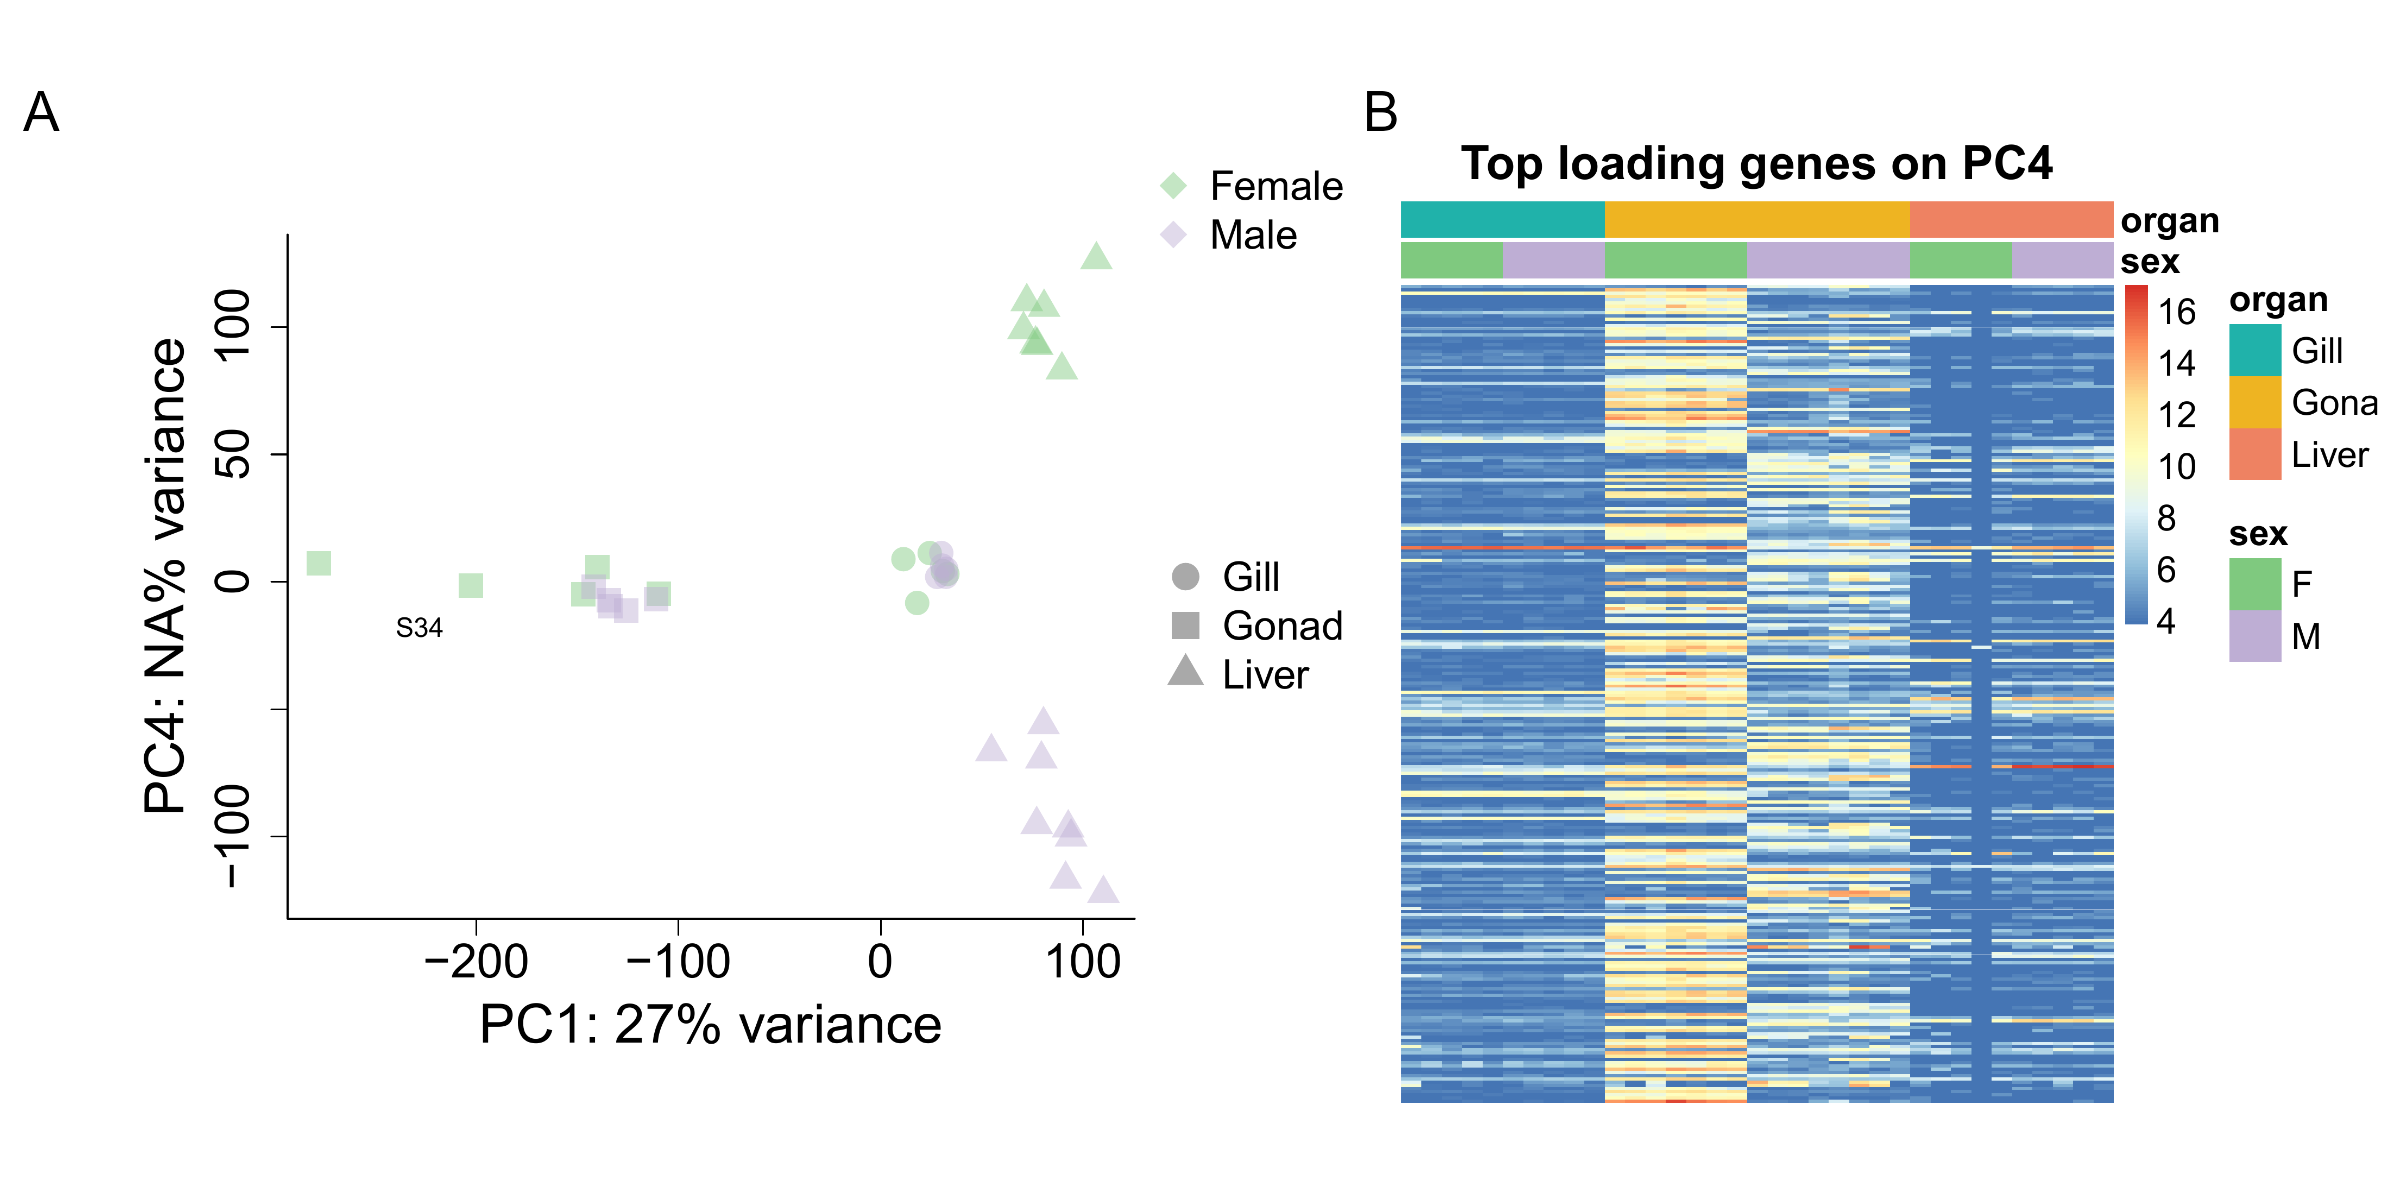 A
Female
Male
100
50
0
−100
PC4: NA% variance
S34
Gill
Gonad
Liver
−200
−100
0
100
PC1: 27% variance
B
Top loading genes on PC4
organ
sex
16
14
12
10
8
6
4
organ
Gill
Gona
Liver
sex
F
M